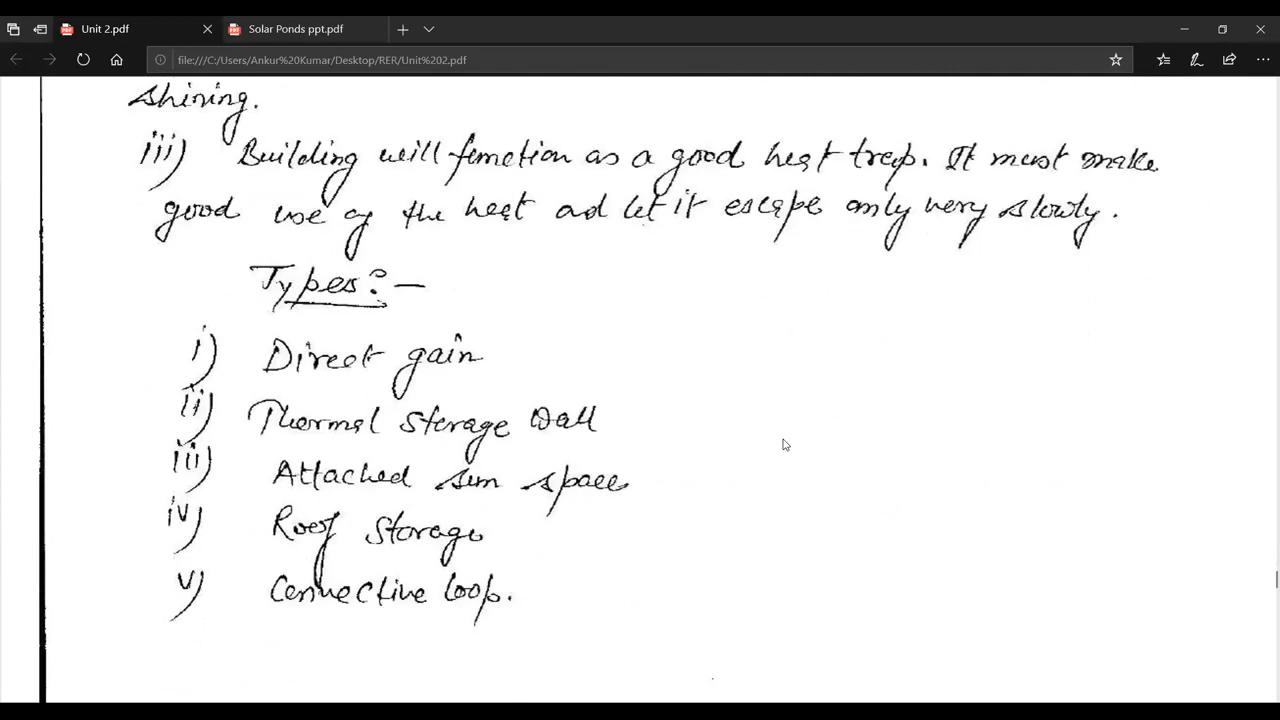 Unit 2.pdf
Solar Ponds ppt.pdf
file:///C:/Users/Ankur%20Kumar/Desktop/RER/Unit%202.pdf
shining.
iii) Building will function as a good heat trap. It must make
good use of the heat and let it escape only very slowly.
Types:-
i) Direct gain
ii) Thermal storage wall
iii) Attached sun space
iv) Roof storage
v) Connective loop.